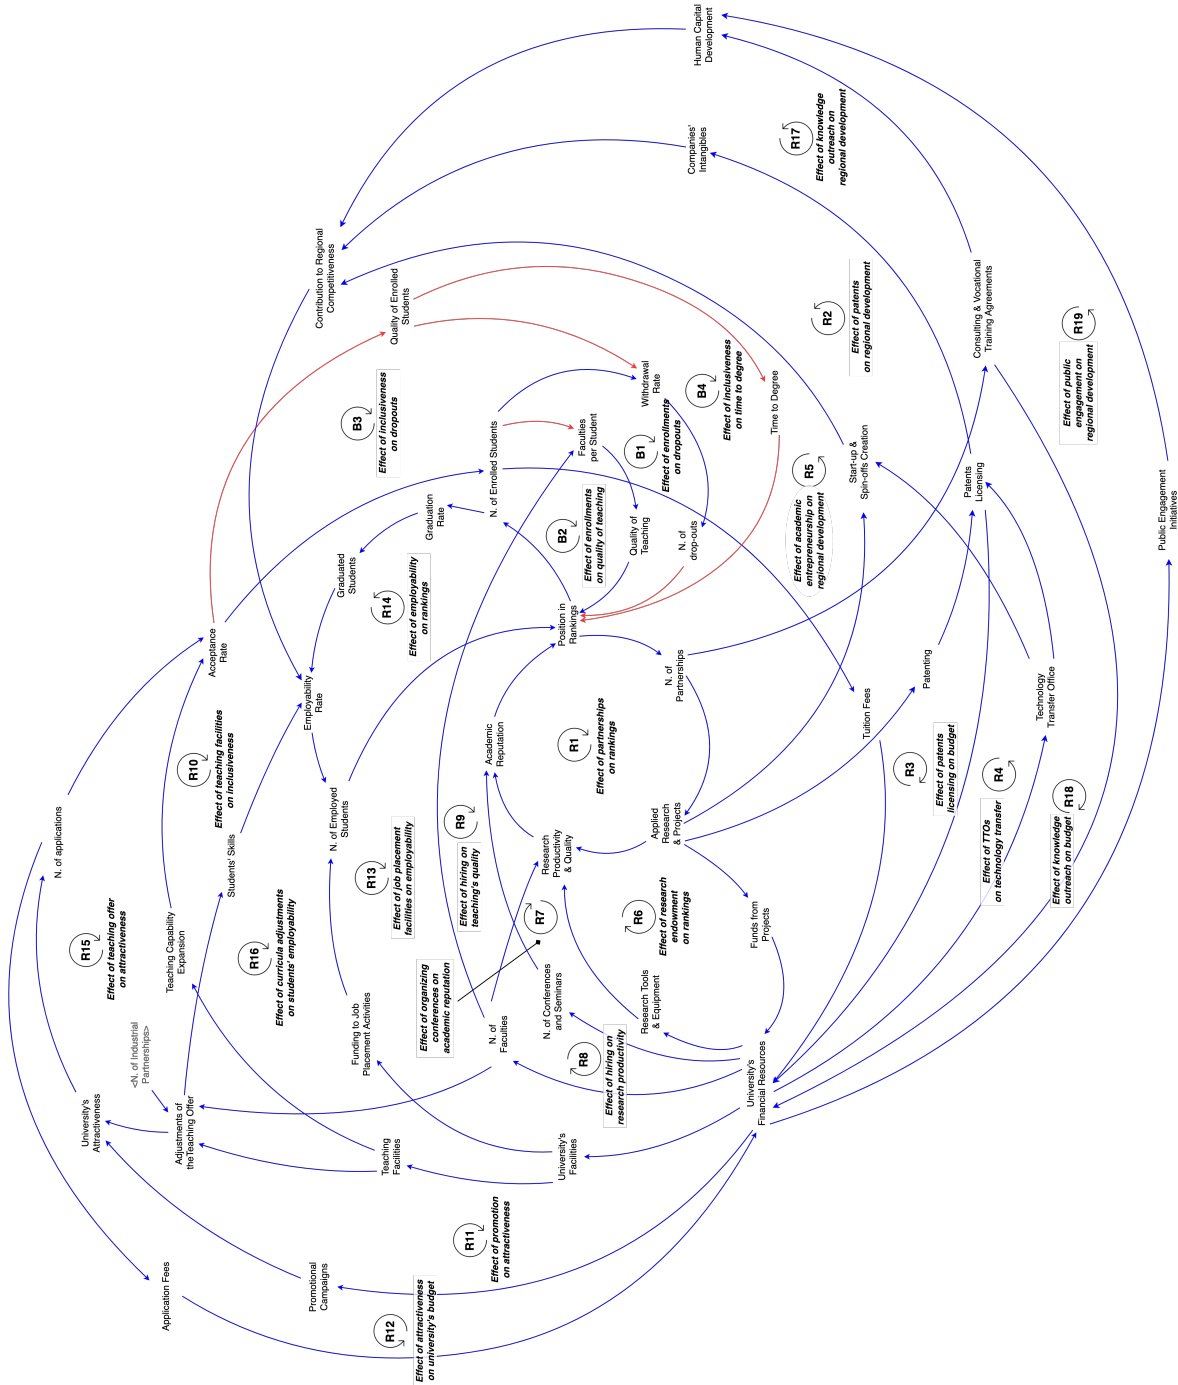 Human Capital
Development
Companies'
Intangibles
R17
Effect of knowledge
outreach on
regional development
Contribution to Regional
Competitiveness
Quality of Enrolled
Students
R2
Effect of patents
on regional development
Consulting & Vocational
Training Agreements
R19
Effect of public
engagement on
regional development
B3
Effect of inclusiveness
on dropouts
Withdrawal
Rate
B4
Effect of inclusiveness
on time to degree
Time to Degree
N. of Enrolled Students
Faculties
per Student
B1
Effect of enrollments
on dropouts
R5
Effect of academic
entrepreneurship on
regional development
Start-up &
Spin-offs Creation
Patents
Licensing
Public Engagement
Initiatives
Graduation
Rate
Graduated
Students
B2
Effect of enrollments
on quality of teaching
Quality of
Teaching
N. of
drop-outs
R14
Effect of employability
on rankings
Position in
Rankings
Acceptance
Rate
Employability
Rate
N. of
Partnerships
Patenting
Technology
Transfer Office
Tuition Fees
R10
Effect of teaching facilities
on inclusiveness
Academic
Reputation
R1
Effect of partnerships
on rankings
R3
Effect of patents
licensing on budget
R4
Effect of TTOs
on technology transfer
R18
Effect of knowledge
outreach on budget
N. of applications
Students' Skills
N. of Employed
Students
R9
Effect of hiring on
teaching's quality
Research
Productivity
& Quality
Applied
Research
& Projects
R13
Effect of job placement
facilities on employability
R7
R6
Effect of research
endowment
on rankings
Funds from
Projects
R15
Effect of teaching offer
on attractiveness
Teaching Capability
Expansion
R16
Effect of curricula adjustments
on students' employability
Effect of organizing
conferences on
academic reputation
N. of Conferences
and Seminars
Research Tools
& Equipment
<N. of Industrial
Partnerships>
Funding to Job
Placement Activities
N. of
Faculties
R8
Effect of hiring on
research productivity
University's
Financial Resources
University's
Attractiveness
Adjustments of
theTeaching Offer
Teaching
Facilities
University's
Facilities
R11
Effect of promotion
on attractiveness
Application Fees
Promotional
Campaigns
R12
Effect of attractiveness
on university's budget